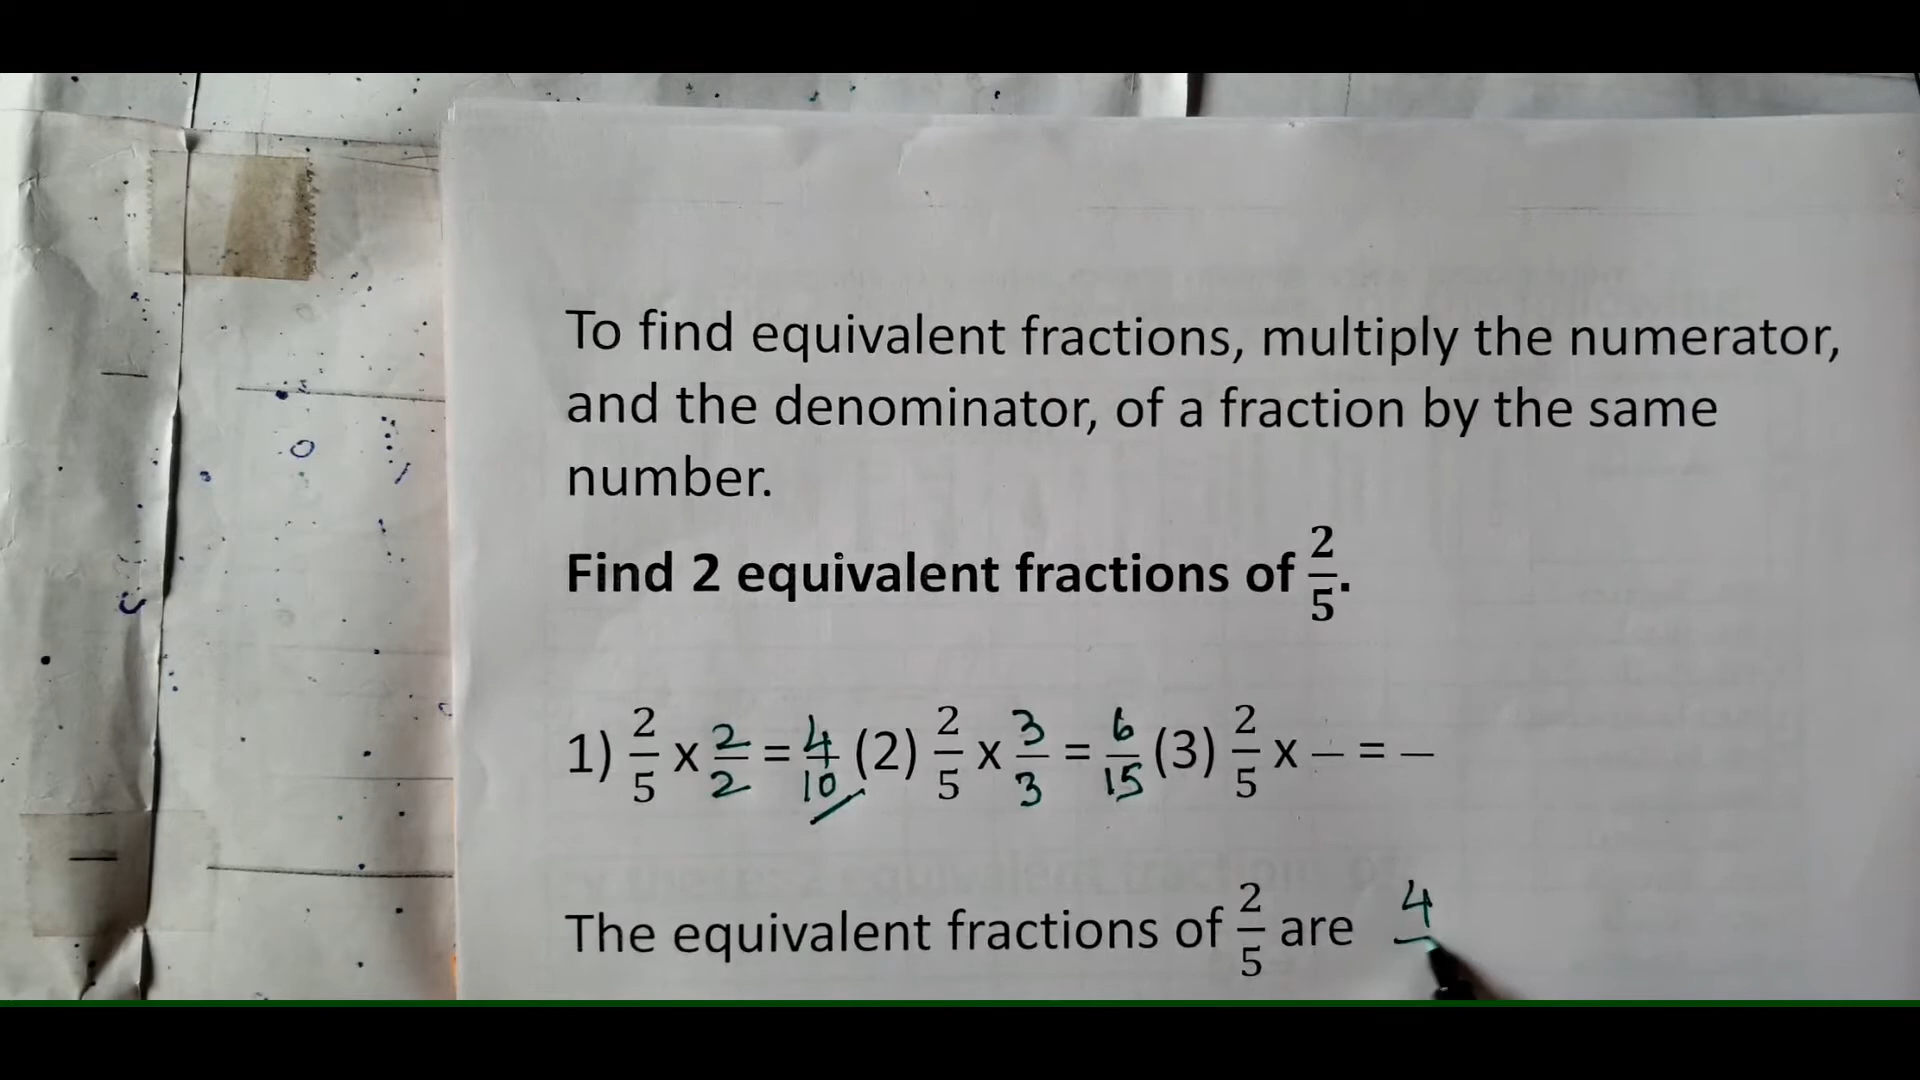 To find equivalent fractions, multiply the numerator,
and the denominator, of a fraction by the same
number.
Find 2 equivalent fractions of 2/5.
1) 2/5 x 2/2 = 4/10 (2) 2/5 x 3/3 = 6/15 (3) 2/5 x – = –
The equivalent fractions of 2/5 are 4/